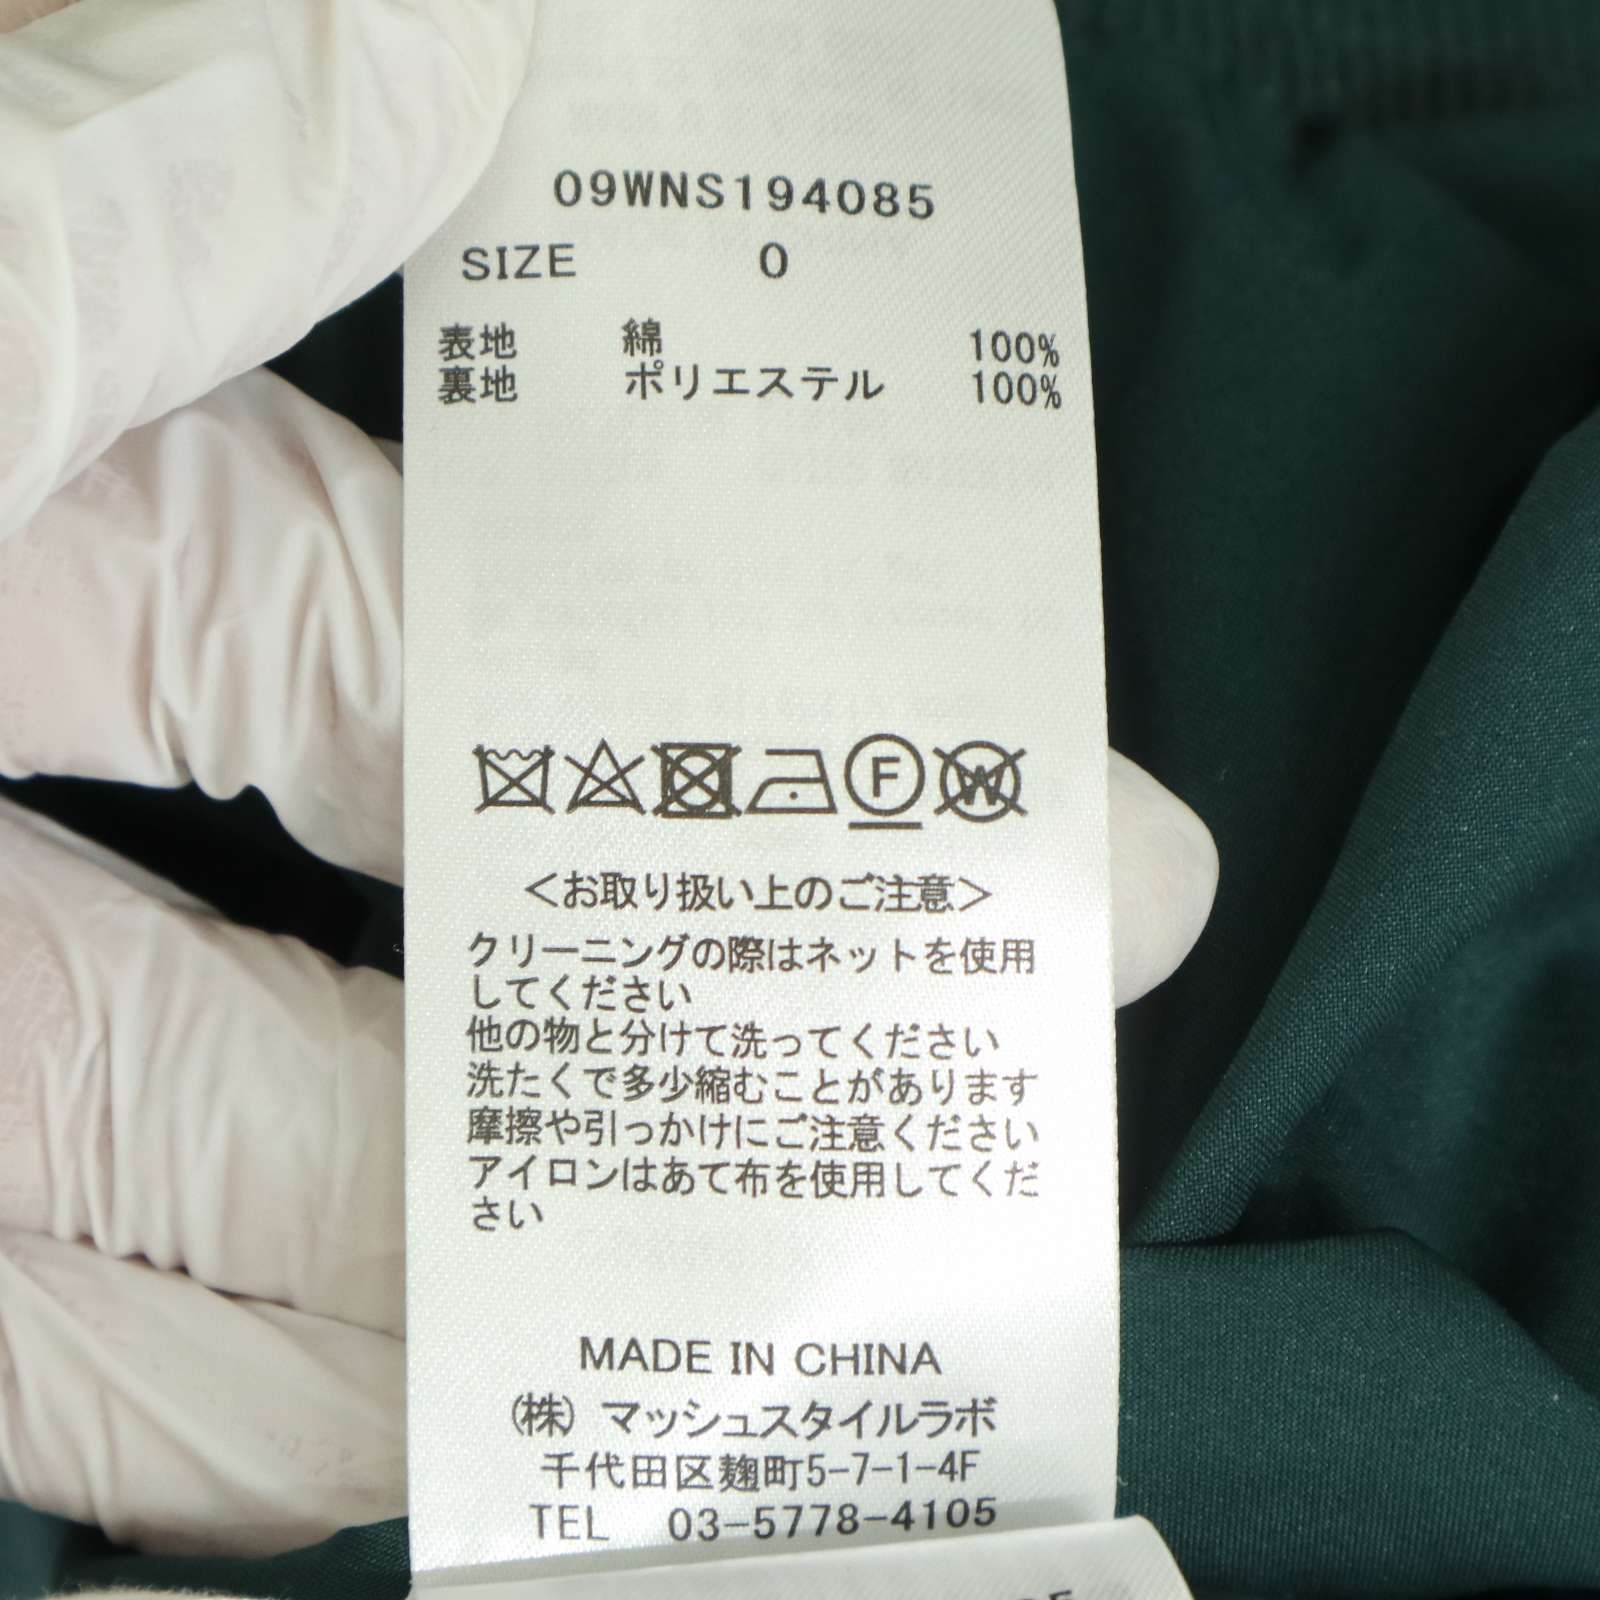 09WNS194085
SIZE 0
表地 綿 100%
裏地 ポリエステル 100%
F
W
＜お取り扱い上のご注意＞
クリーニングの際はネットを使用
してください
他の物と分けて洗ってください
洗たくで多少縮むことがあります
摩擦や引っかけにご注意ください
アイロンはあて布を使用してくだ
さい
MADE IN CHINA
(株) マッシュスタイルラボ
千代田区麹町5-7-1-4F
TEL 03-5778-4105